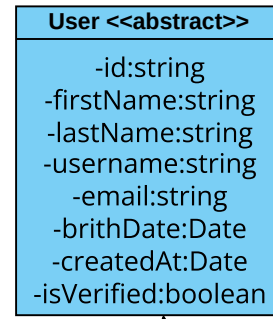 User <<abstract>>
-id:string
-firstName:string
-lastName:string
-username:string
-email:string
-brithDate:Date
-createdAt:Date
-isVerified:boolean